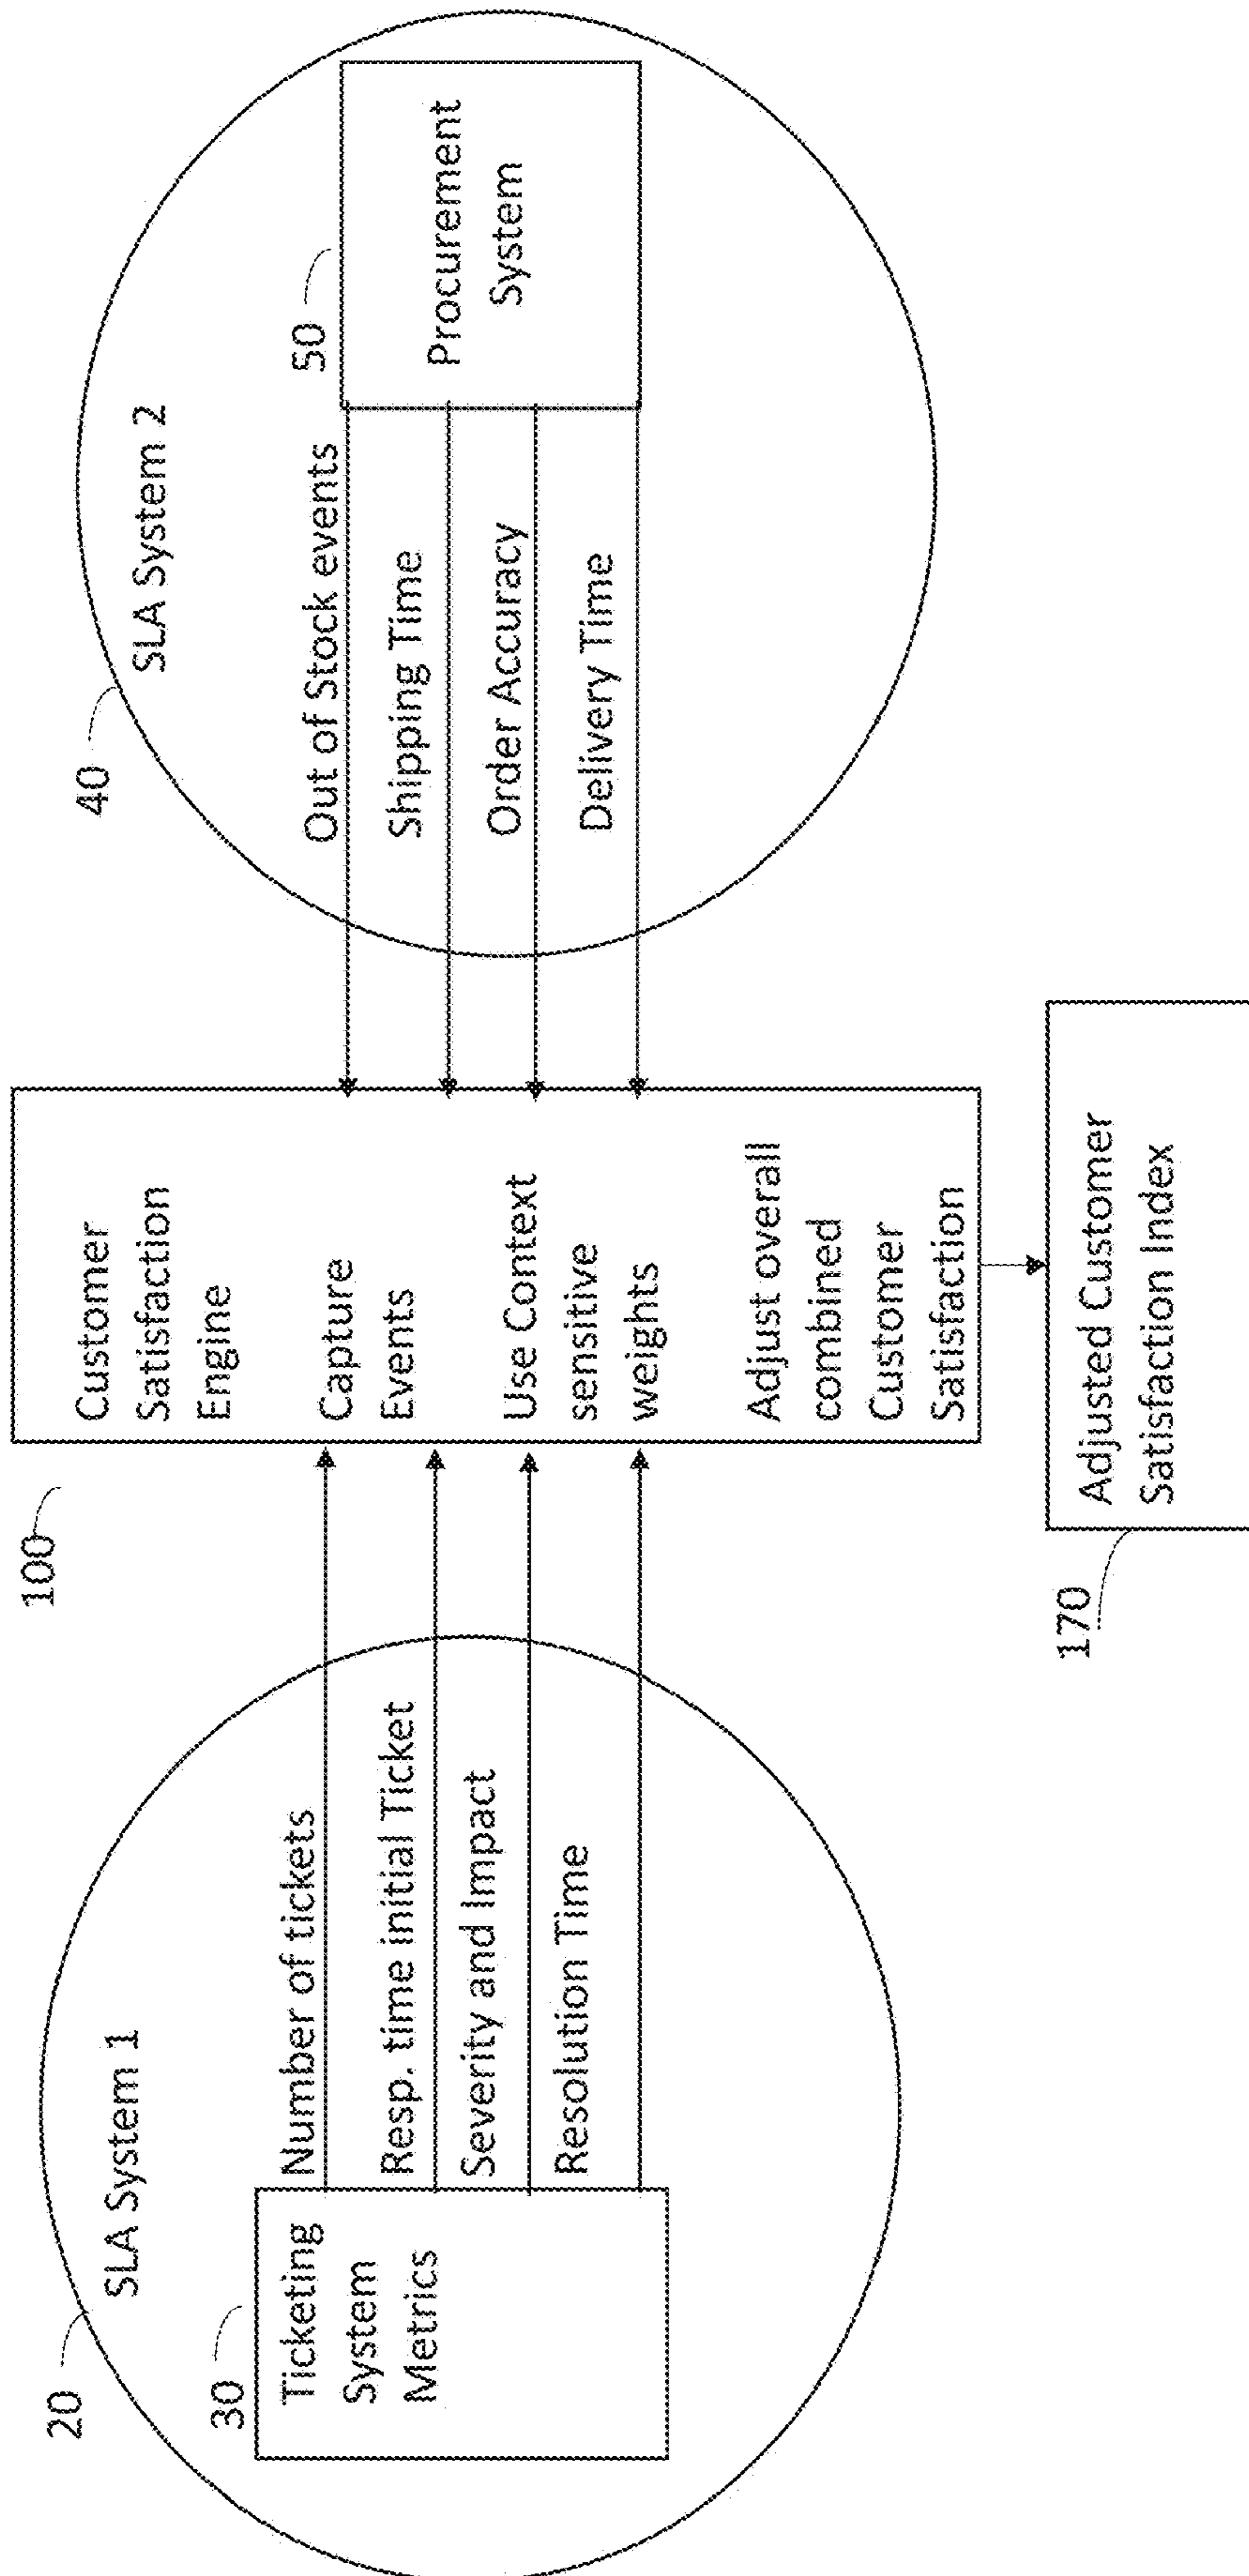 20
SLA System 1
30
Ticketing
System
Metrics
Number of tickets
Resp. time initial Ticket
Severity and Impact
Resolution Time
100
Customer
Satisfaction
Engine
Capture
Events
Use Context
sensitive
weights
Adjust overall
combined
Customer
Satisfaction
40
SLA System 2
Out of Stock events
Shipping Time
Order Accuracy
Delivery Time
50
Procurement
System
170
Adjusted Customer
Satisfaction Index